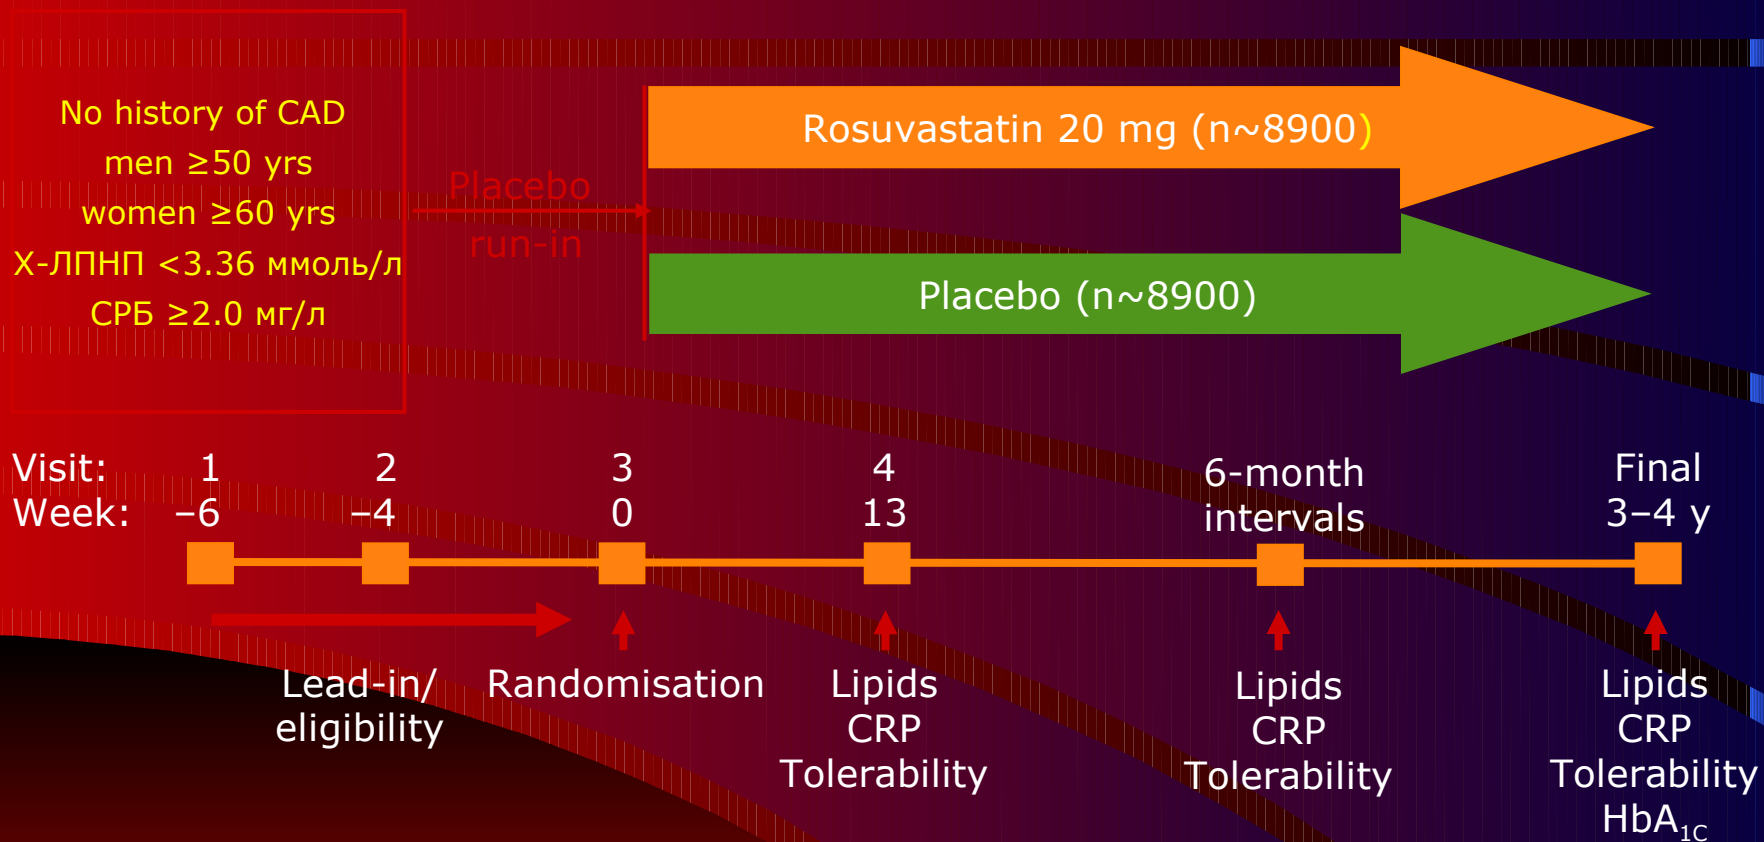 No history of CAD
men ≥50 yrs
women ≥60 yrs
Х-ЛПНП <3.36 ммоль/л
СРБ ≥2.0 мг/л
Placebo
run-in
Rosuvastatin 20 mg (n~8900)
Placebo (n~8900)
Visit: 1 2 3 4 6-month Final
Week: –6 –4 0 13 intervals 3–4 y
Lead-in/
eligibility
Randomisation
Lipids
CRP
Tolerability
Lipids
CRP
Tolerability
Lipids
CRP
Tolerability
HbA1C